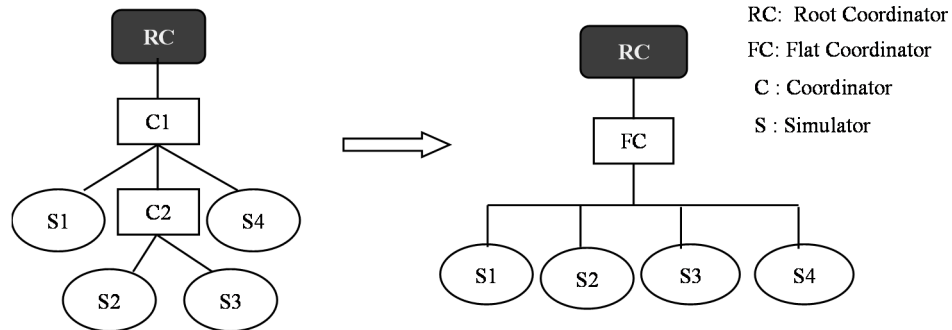 RC
C1
S1
C2
S4
S2
S3
RC
FC
S1
S2
S3
S4
RC: Root Coordinator
FC: Flat Coordinator
C : Coordinator
S : Simulator